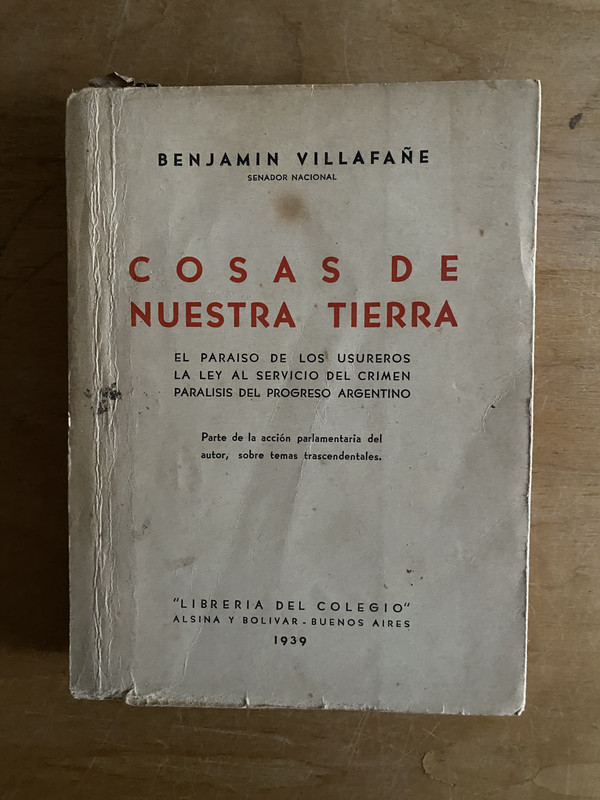 BENJAMIN VILLAFAÑE
SENADOR NACIONAL
COSAS DE
NUESTRA TIERRA
EL PARAISO DE LOS USUREROS
LA LEY AL SERVICIO DEL CRIMEN
PARALISIS DEL PROGRESO ARGENTINO
Parte de la acción parlamentaria del
autor, sobre temas trascendentales.
"LIBRERIA DEL COLEGIO"
ALSINA Y BOLIVAR - BUENOS AIRES
1939